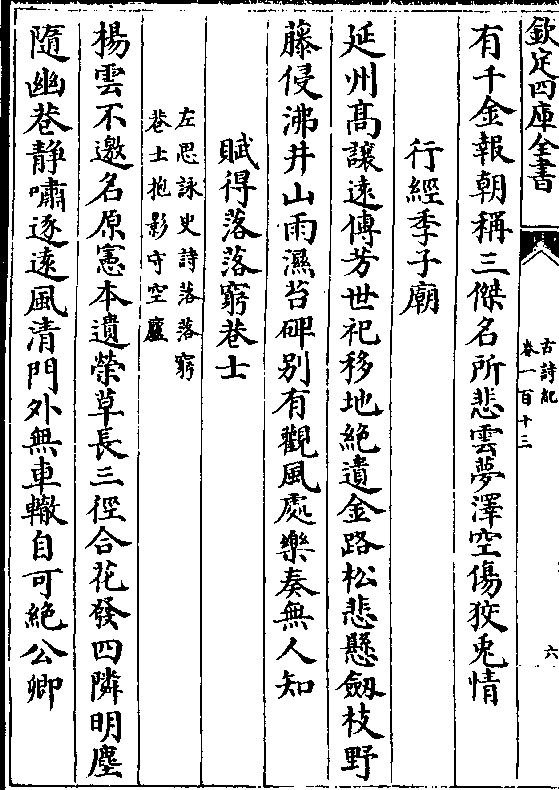 欽定四庫全書
古詩紀
卷一百十三
六
有千金報朝稱三傑名所悲雲夢澤空傷狡兎情
行經季子廟
延州髙讓逺傳芳世祀移地絶遺金路松悲懸劒枝野
藤侵沸井山雨濕苔碑别有觀風處樂奏無人知
賦得落落窮巷士
左思詠史詩落落窮
巷士抱影守空廬
揚雲不邀名原憲本遺榮草長三徑合花發四隣明塵
隨幽巷静嘯逐逺風清門外無車轍自可絶公卿